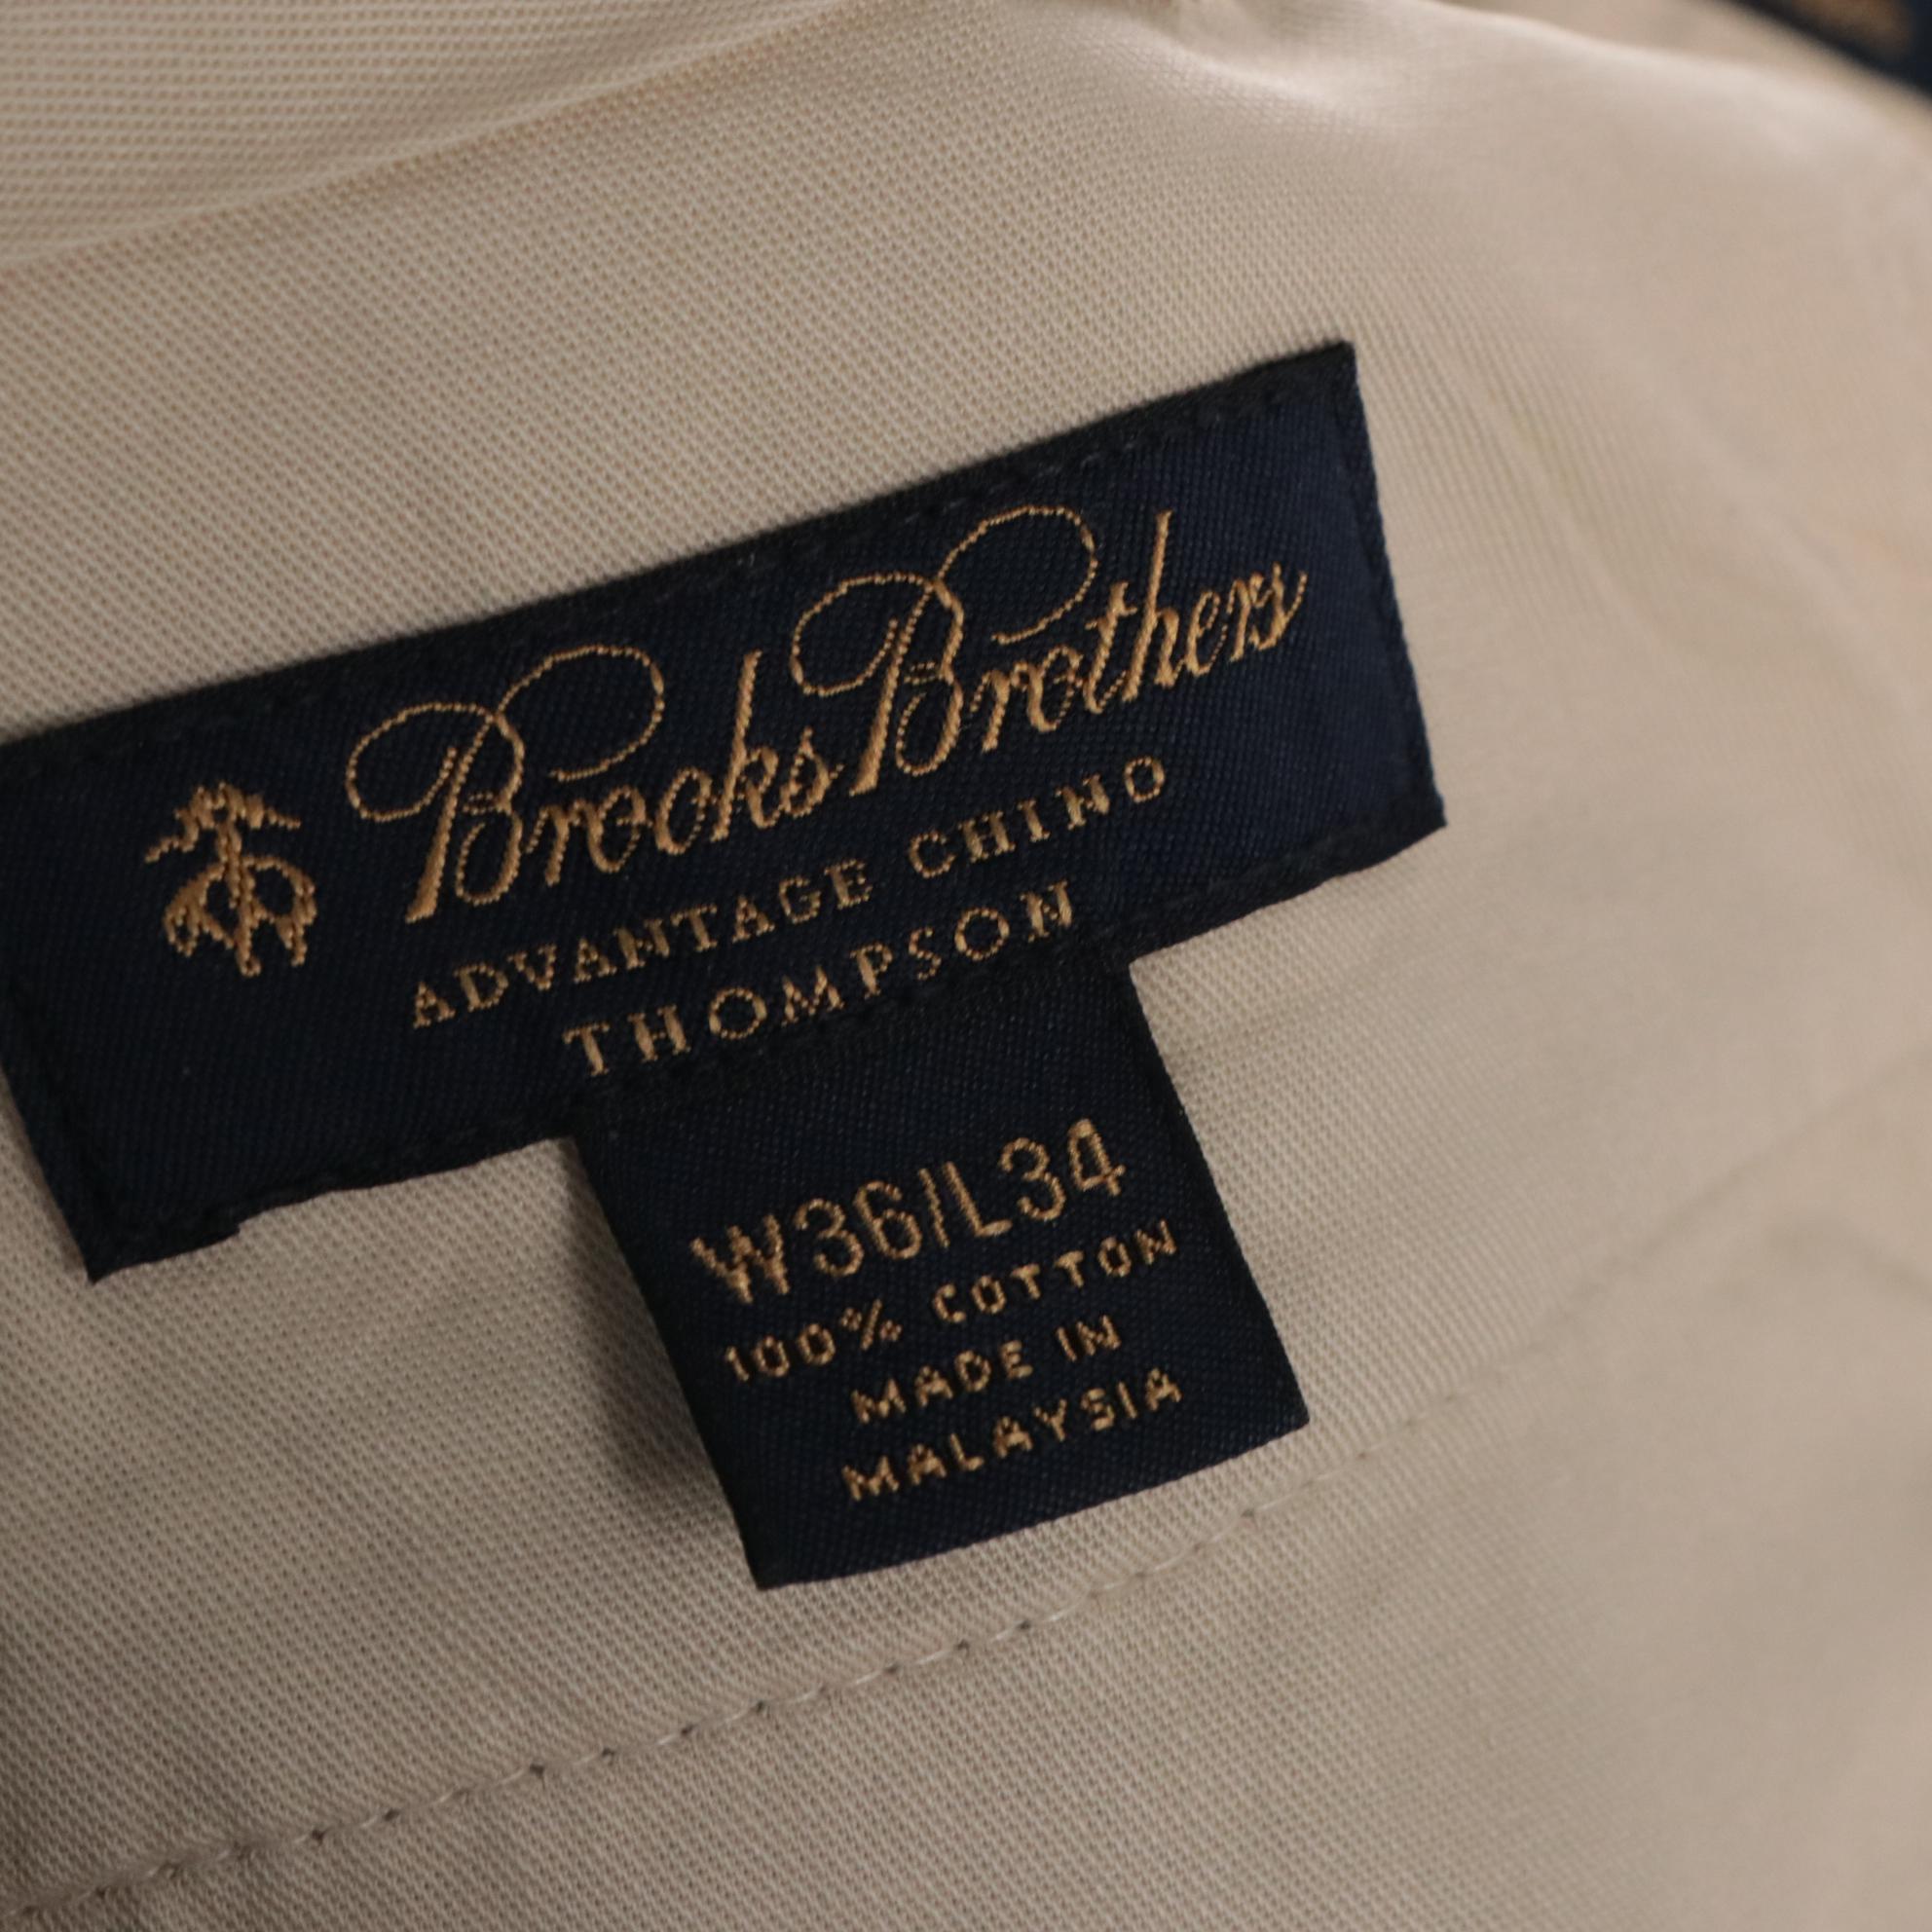 Brooks Brothers
ADVANTAGE CHINO
THOMPSON
W36/L34
100% COTTON
MADE IN
MALAYSIA